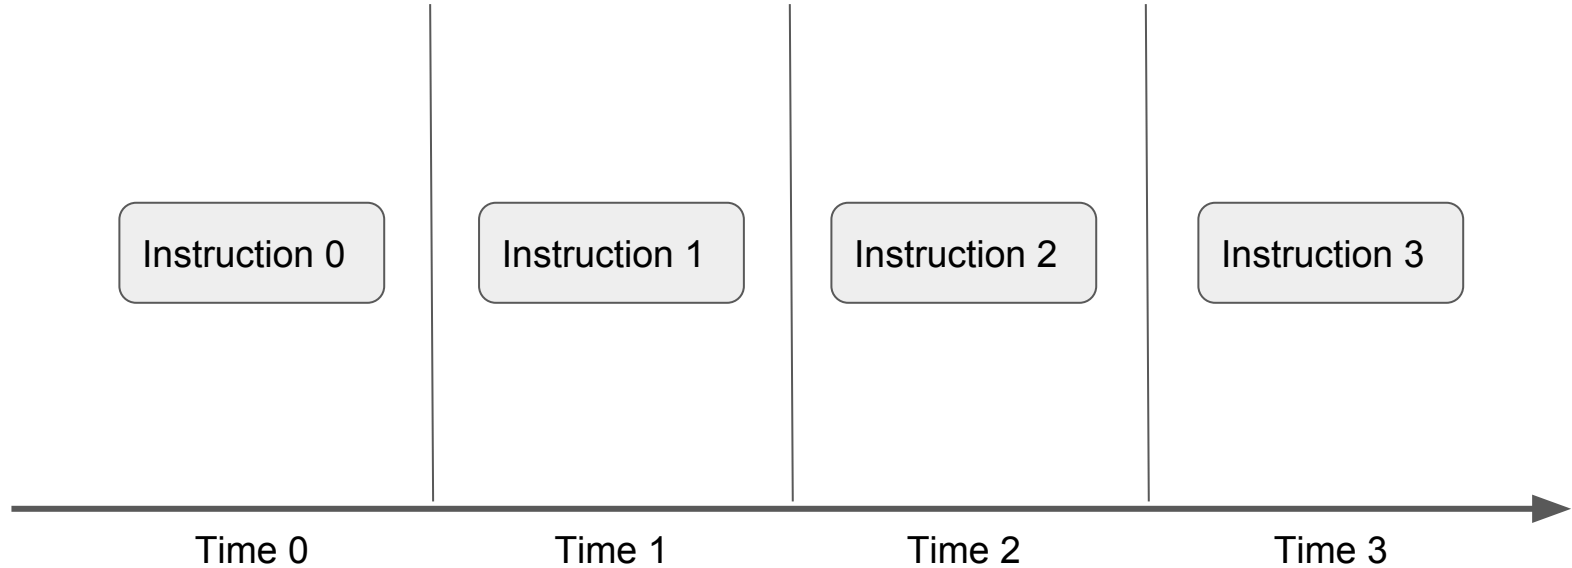 Instruction 0
Instruction 1
Instruction 2
Instruction 3
Time 0
Time 1
Time 2
Time 3